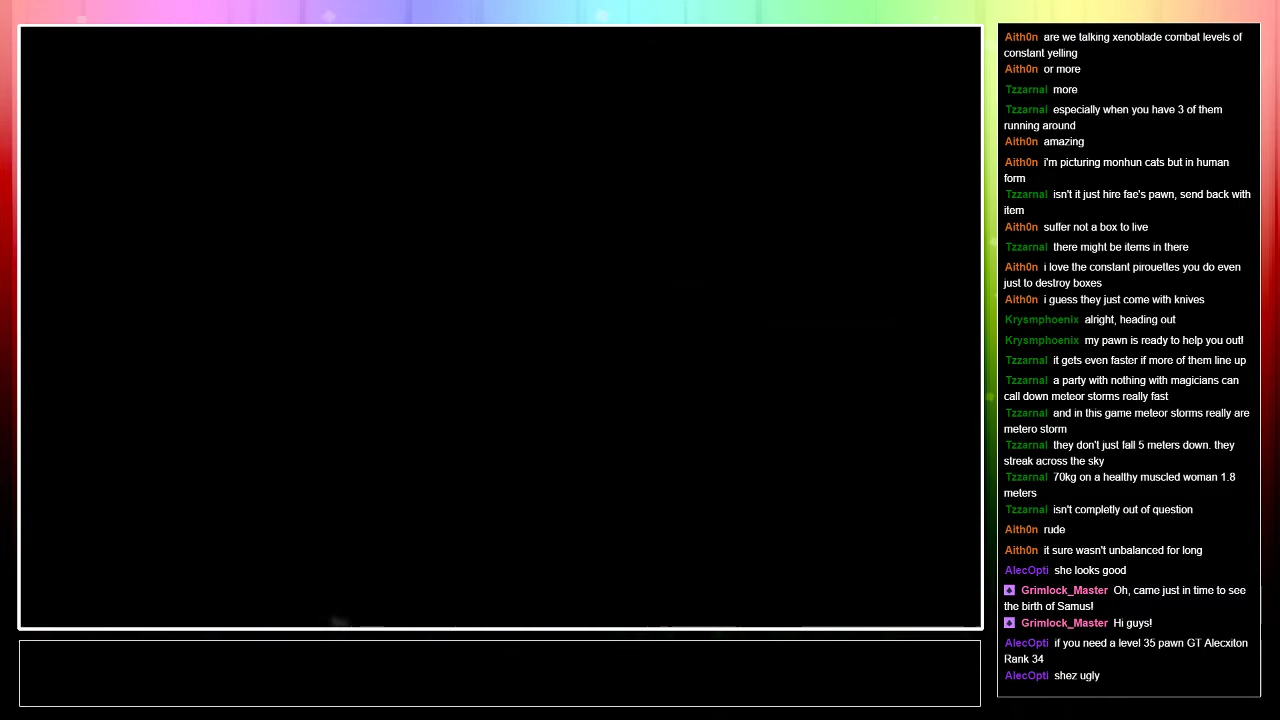 Aith0n are we talking xenoblade combat levels of
constant yelling
Aith0n or more
Tzzarnal more
Tzzarnal especially when you have 3 of them
running around
Aith0n amazing
Aith0n i'm picturing monhun cats but in human
form
Tzzarnal isn't it just hire fae's pawn, send back with
item
Aith0n suffer not a box to live
Tzzarnal there might be items in there
Aith0n i love the constant pirouettes you do even
just to destroy boxes
Aith0n i guess they just come with knives
Krysmphoenix alright, heading out
Krysmphoenix my pawn is ready to help you out!
Tzzarnal it gets even faster if more of them line up
Tzzarnal a party with nothing with magicians can
call down meteor storms really fast
Tzzarnal and in this game meteor storms really are
metero storm
Tzzarnal they don't just fall 5 meters down. they
streak across the sky
Tzzarnal 70kg on a healthy muscled woman 1.8
meters
Tzzarnal isn't completly out of question
Aith0n rude
Aith0n it sure wasn't unbalanced for long
AlecOpti she looks good
Grimlock_Master Oh, came just in time to see
the birth of Samus!
Grimlock_Master Hi guys!
AlecOpti if you need a level 35 pawn GT Alecxiton
Rank 34
AlecOpti shez ugly